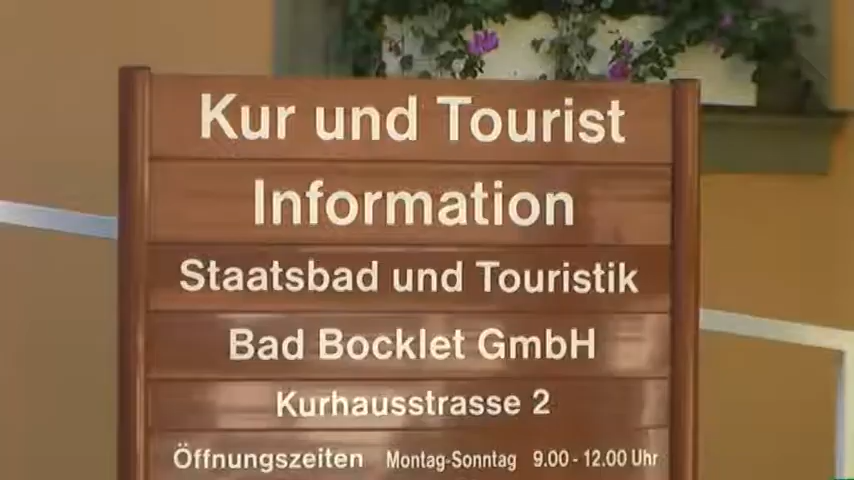 Kur und Tourist
Information
Staatsbad und Touristik
Bad Bocklet GmbH
Kurhausstrasse 2
Öffnungszeiten Montag-Sonntag 9.00 - 12.00 Uhr